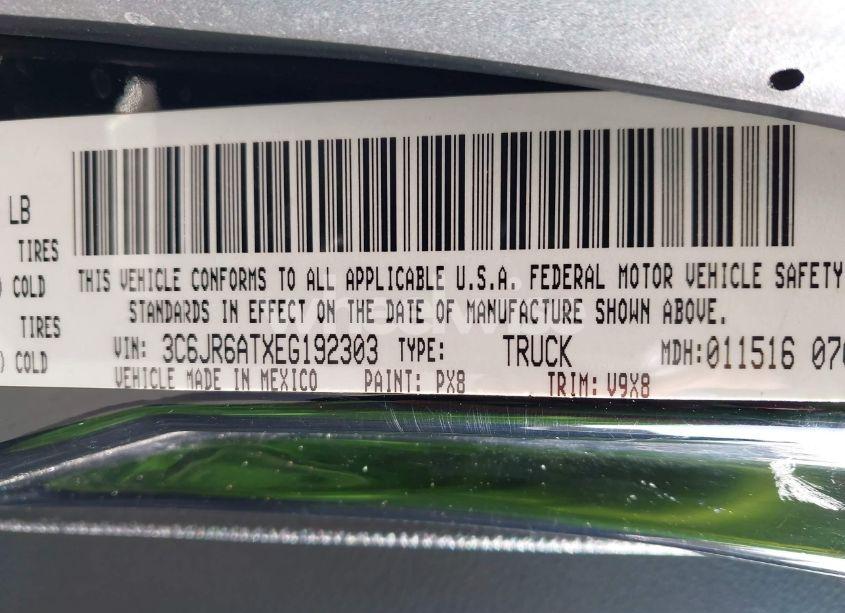 LB
TIRES
) COLD
THIS VEHICLE CONFORMS TO ALL APPLICABLE U.S.A. FEDERAL MOTOR VEHICLE SAFETY
STANDARDS IN EFFECT ON THE DATE OF MANUFACTURE SHOWN ABOVE.
TIRES
) COLD
VIN: 3C6JR6ATXEG192303 TYPE: TRUCK MDH:011516 070
VEHICLE MADE IN MEXICO PAINT: PX8 TRIM: V9X8